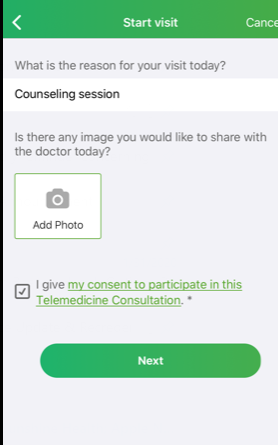 Start visit
Cance
What is the reason for your visit today?
Counseling session
Is there any image you would like to share with
the doctor today?
Add Photo
I give my consent to participate in this
Telemedicine Consultation. *
Next